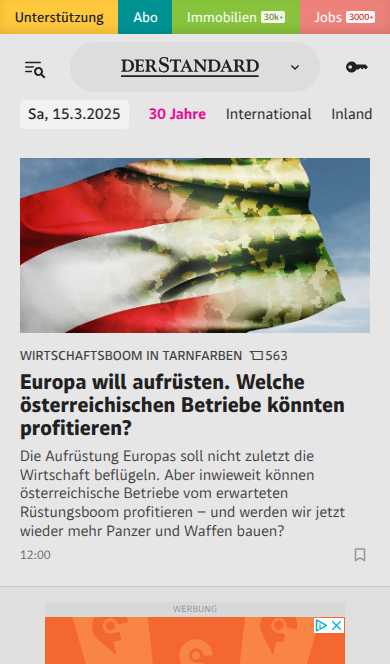 Unterstützung Abo Immobilien 30k+ Jobs 3000+
DERSTANDARD
Sa, 15.3.2025 30 Jahre International Inland
WIRTSCHAFTSBOOM IN TARNFARBEN 563
Europa will aufrüsten. Welche
österreichischen Betriebe könnten
profitieren?
Die Aufrüstung Europas soll nicht zuletzt die
Wirtschaft beflügeln. Aber inwieweit können
österreichische Betriebe vom erwarteten
Rüstungsboom profitieren – und werden wir jetzt
wieder mehr Panzer und Waffen bauen?
12:00
WERBUNG